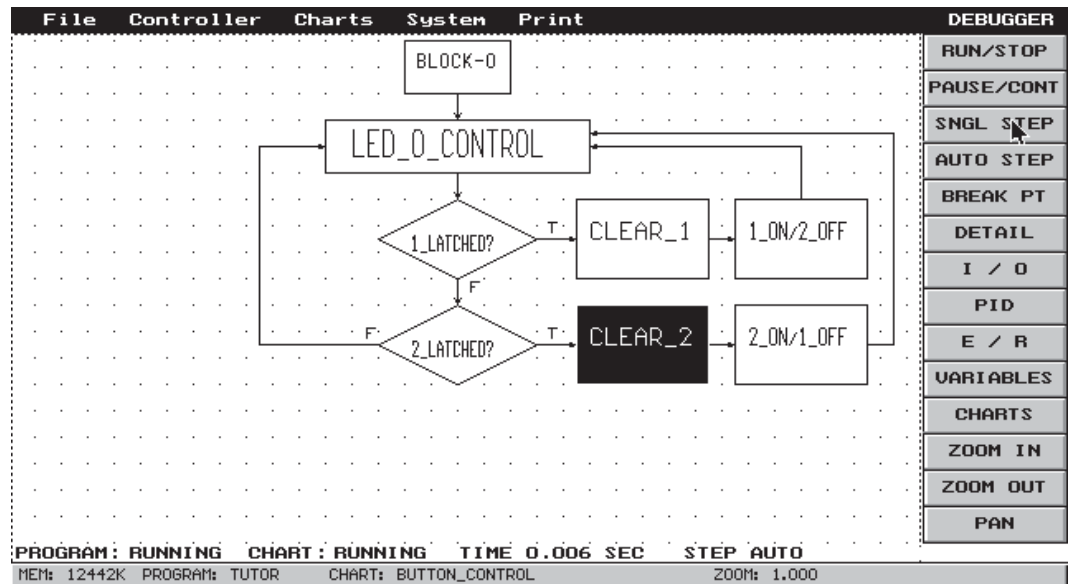 File Controller Charts System Print
DEBUGGER
BLOCK-0
LED_0_CONTROL
1_LATCHED?
T
CLEAR_1
1_ON/2_OFF
F
F
2_LATCHED?
T
CLEAR_2
2_ON/1_OFF
RUN/STOP
PAUSE/CONT
SNGL STEP
AUTO STEP
BREAK PT
DETAIL
I / O
PID
E / R
VARIABLES
CHARTS
ZOOM IN
ZOOM OUT
PAN
PROGRAM: RUNNING CHART: RUNNING TIME 0.006 SEC STEP AUTO
MEM: 12442K PROGRAM: TUTOR CHART: BUTTON_CONTROL ZOOM: 1.000